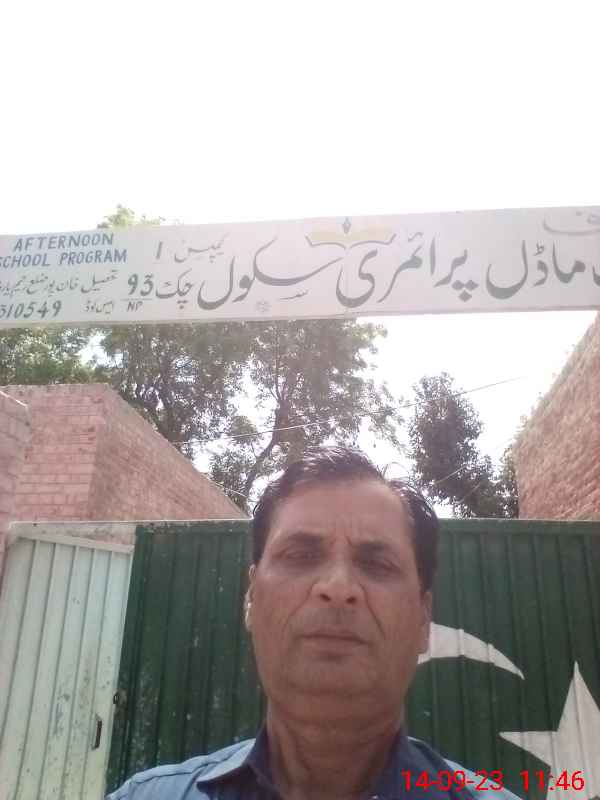 ماڈل پرائمری سکول چک 93 NP
کیمپس 1
AFTERNOON
SCHOOL PROGRAM
تحصیل خان پور ضلع رحیم یار
ایس کوڈ 310549
14-09-23 11:46